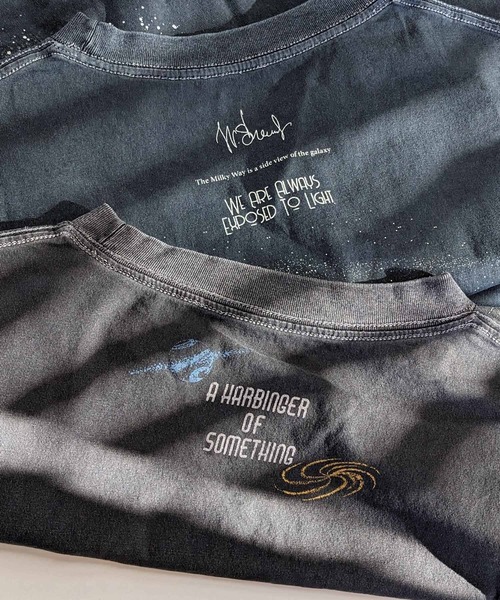 The Milky Way is a side view of the galaxy
WE ARE ALWAYS
EXPOSED TO LIGHT
A HARBINGER
OF
SOMETHING